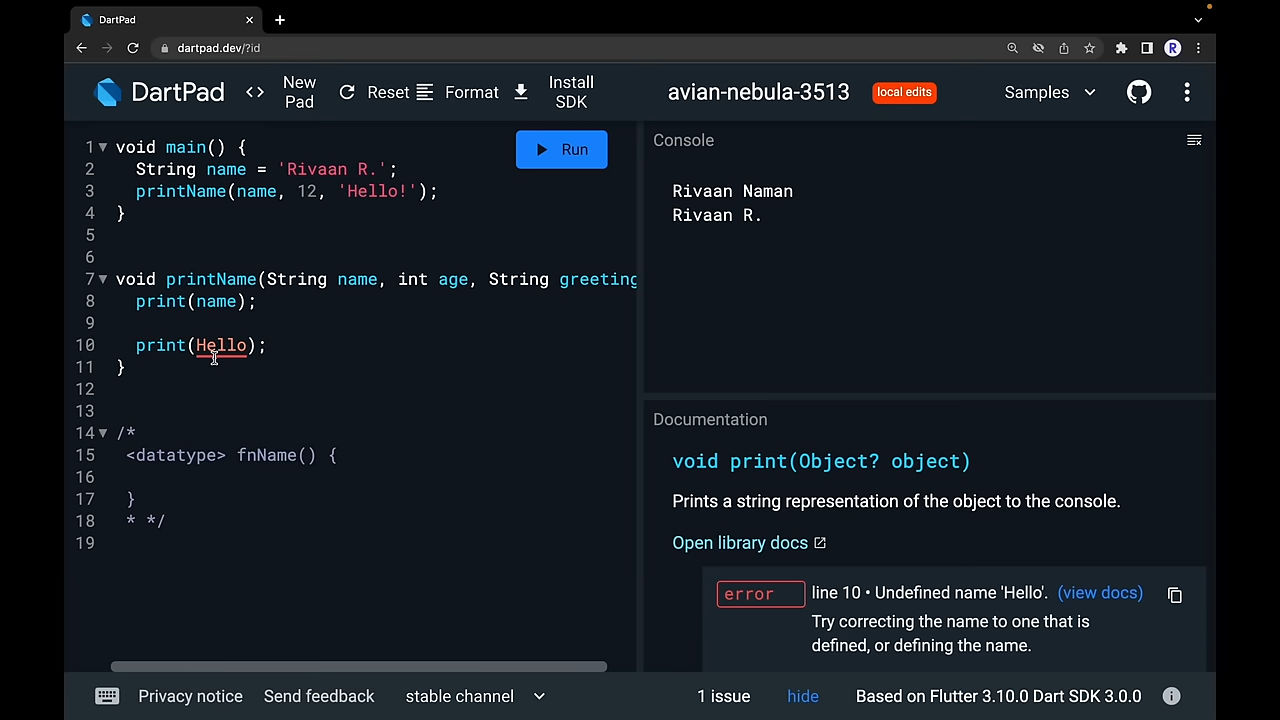 DartPad
dartpad.dev/?id
R
DartPad
<> New Pad
Reset
Format
Install SDK
avian-nebula-3513
local edits
Samples
1 void main() {
2 String name = 'Rivaan R.';
3 printName(name, 12, 'Hello!');
4 }
5
6
7 void printName(String name, int age, String greeting
8 print(name);
9
10 print(Hello);
11 }
12
13
14 /*
15 <datatype> fnName() {
16
17 }
18 * */
19
Run
Console
Rivaan Naman
Rivaan R.
Documentation
void print(Object? object)
Prints a string representation of the object to the console.
Open library docs
error line 10 • Undefined name 'Hello'. (view docs)
Try correcting the name to one that is
defined, or defining the name.
Privacy notice Send feedback stable channel 1 issue hide Based on Flutter 3.10.0 Dart SDK 3.0.0